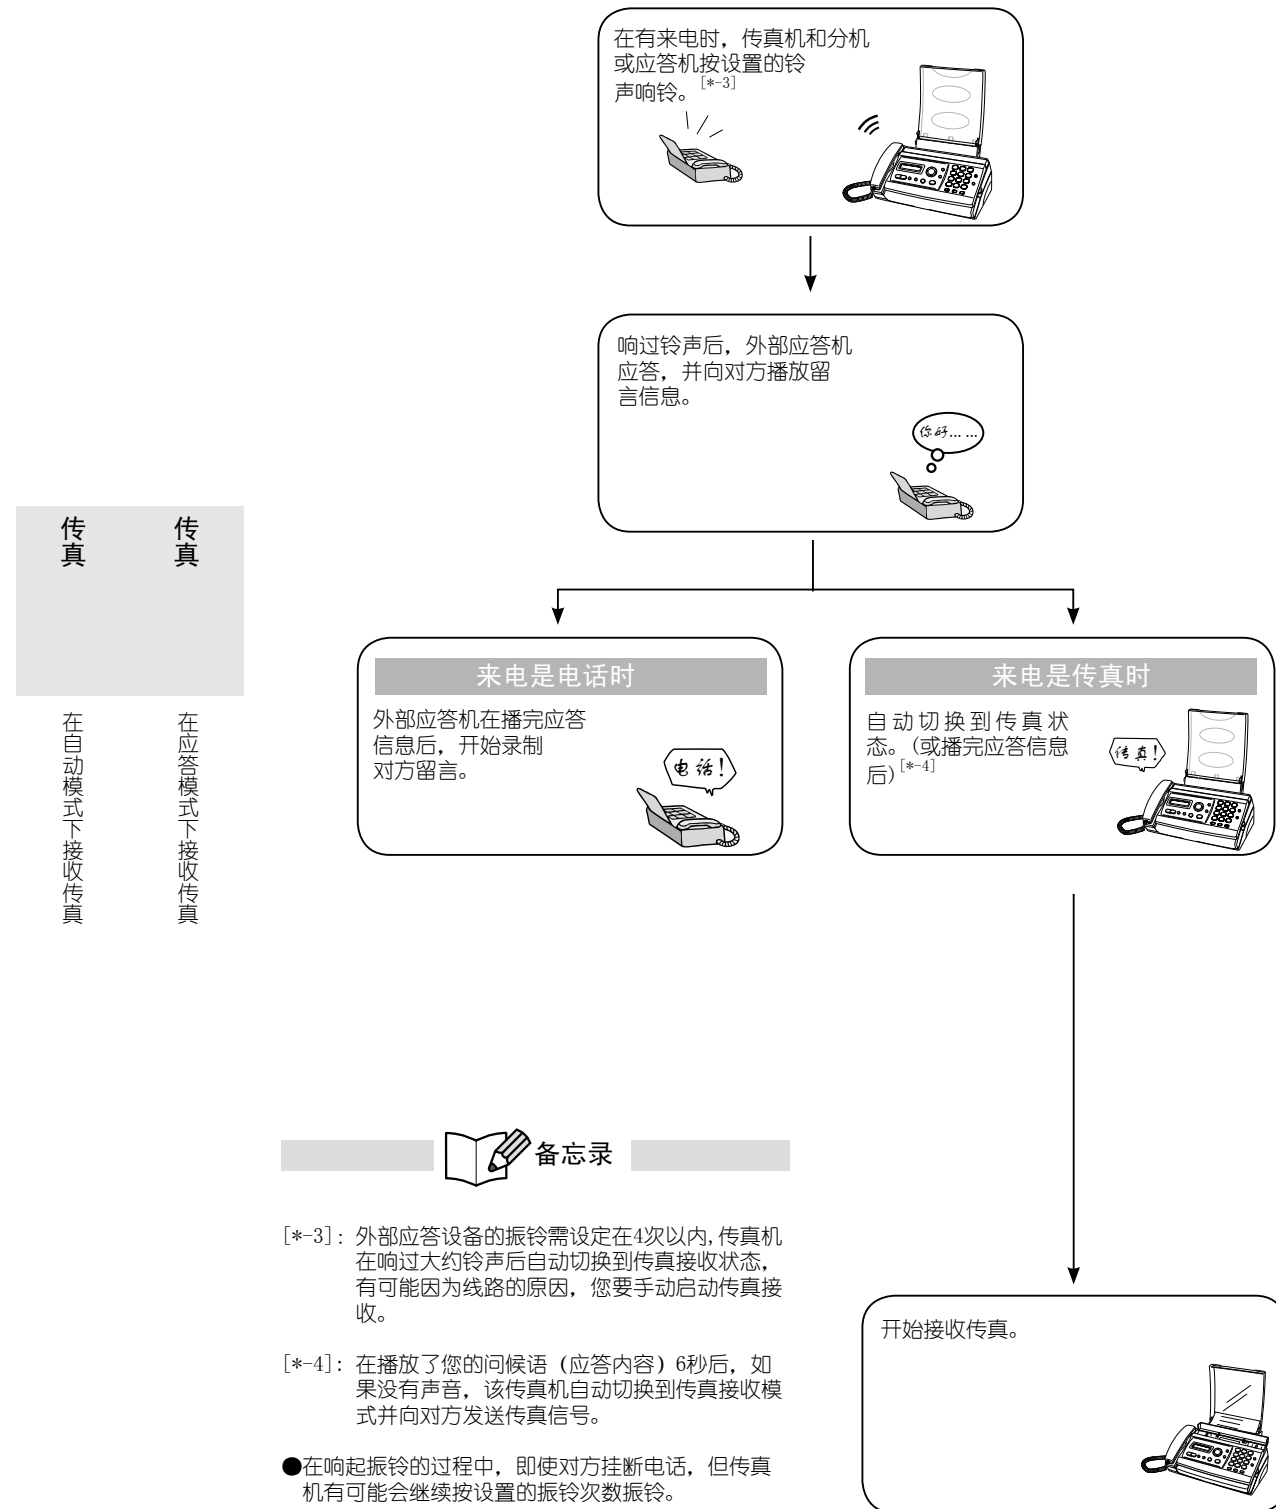 在有来电时，传真机和分机
或应答机按设置的铃
声响铃。[*-3]
响过铃声后，外部应答机
应答，并向对方播放留
言信息。
你好... ...
传真
传真
在自动模式下接收传真
在应答模式下接收传真
来电是电话时
外部应答机在播完应答
信息后，开始录制
对方留言。
电话！
来电是传真时
自动切换到传真状
态。(或播完应答信息
后)[*-4]
传真！
备忘录
[*-3]: 外部应答设备的振铃需设定在4次以内,传真机
在响过大约铃声后自动切换到传真接收状态，
有可能因为线路的原因，您要手动启动传真接
收。
[*-4]: 在播放了您的问候语（应答内容）6秒后，如
果没有声音，该传真机自动切换到传真接收模
式并向对方发送传真信号。
●在响起振铃的过程中，即使对方挂断电话，但传真
机有可能会继续按设置的振铃次数振铃。
开始接收传真。